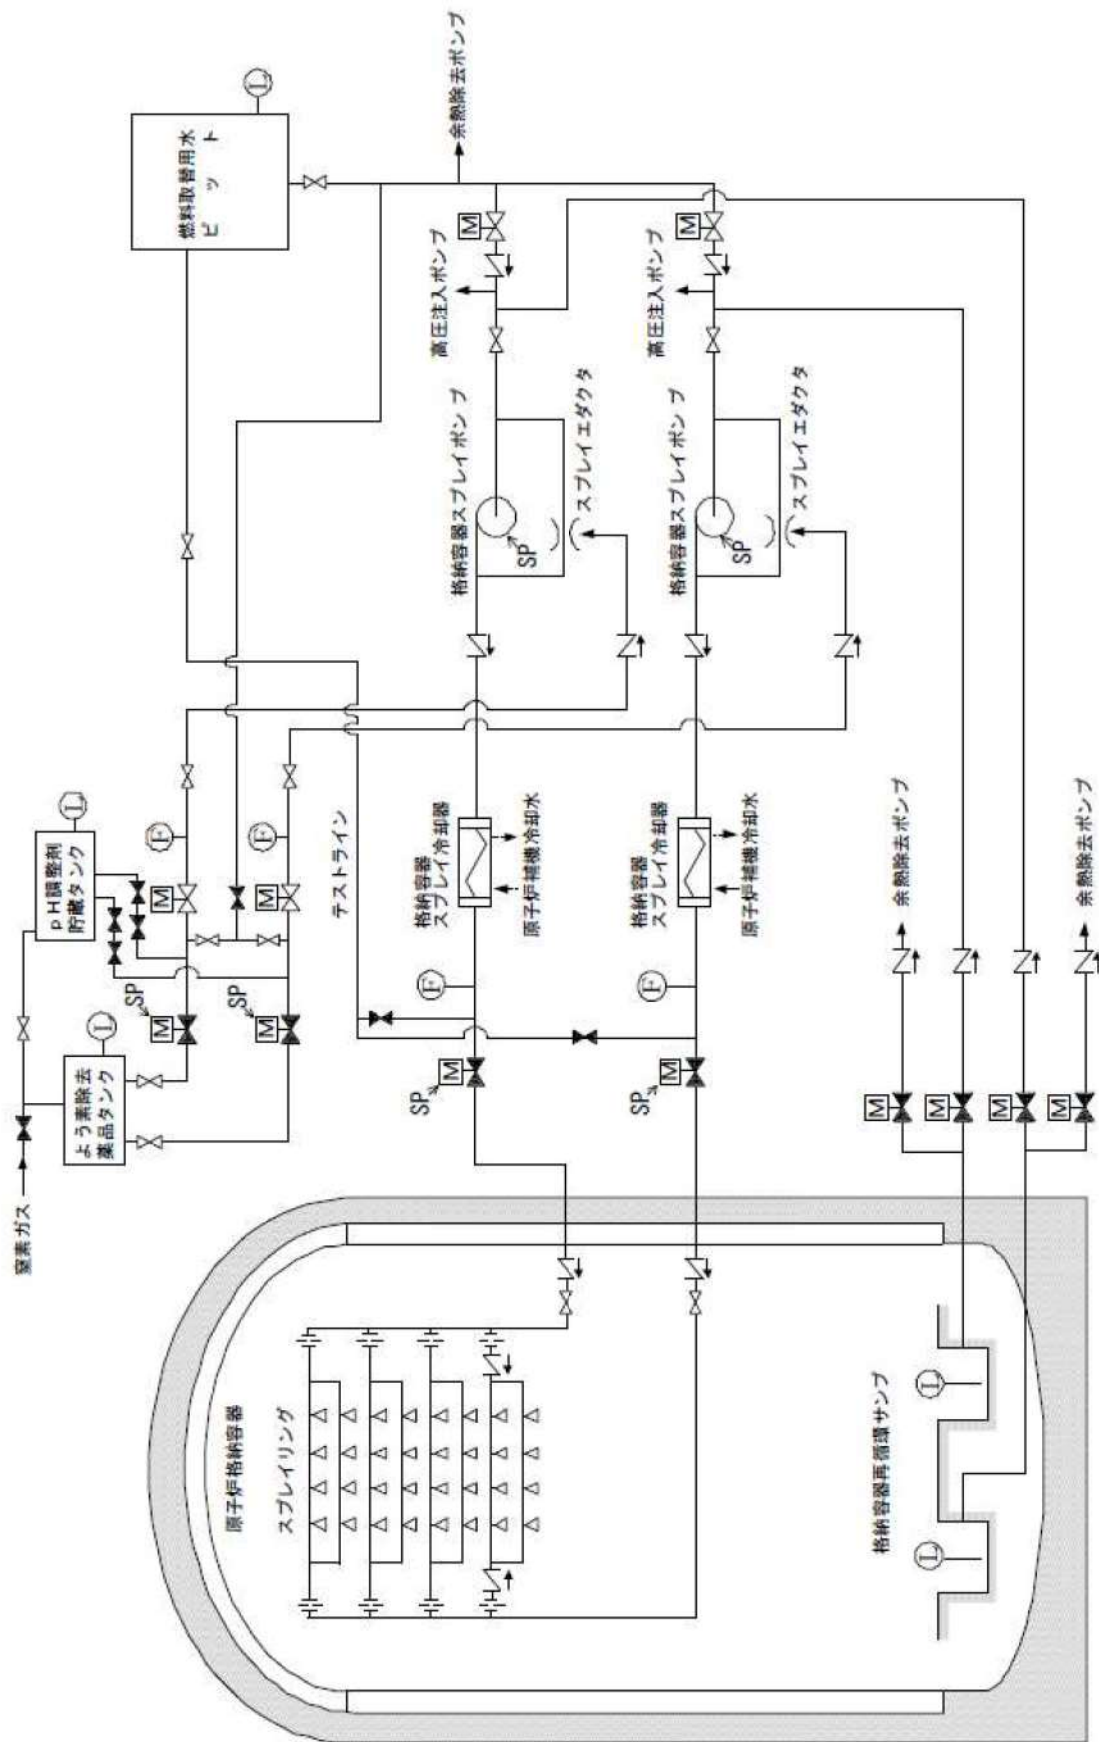 窒素ガス
よう素除去
薬品タンク
L
pH調整剤
貯蔵タンク
L
燃料取替用水
ピット
L
SP
M
M
F
SP
M
M
F
テストライン
余熱除去ポンプ
原子炉格納容器
スプレイリング
SP
M
F
格納容器
スプレイ冷却器
原子炉補機冷却水
格納容器スプレイポンプ
SP
スプレイエダクタ
高圧注入ポンプ
M
SP
M
F
格納容器
スプレイ冷却器
原子炉補機冷却水
格納容器スプレイポンプ
SP
スプレイエダクタ
高圧注入ポンプ
M
格納容器再循環サンプ
L
L
M
余熱除去ポンプ
M
M
M
余熱除去ポンプ